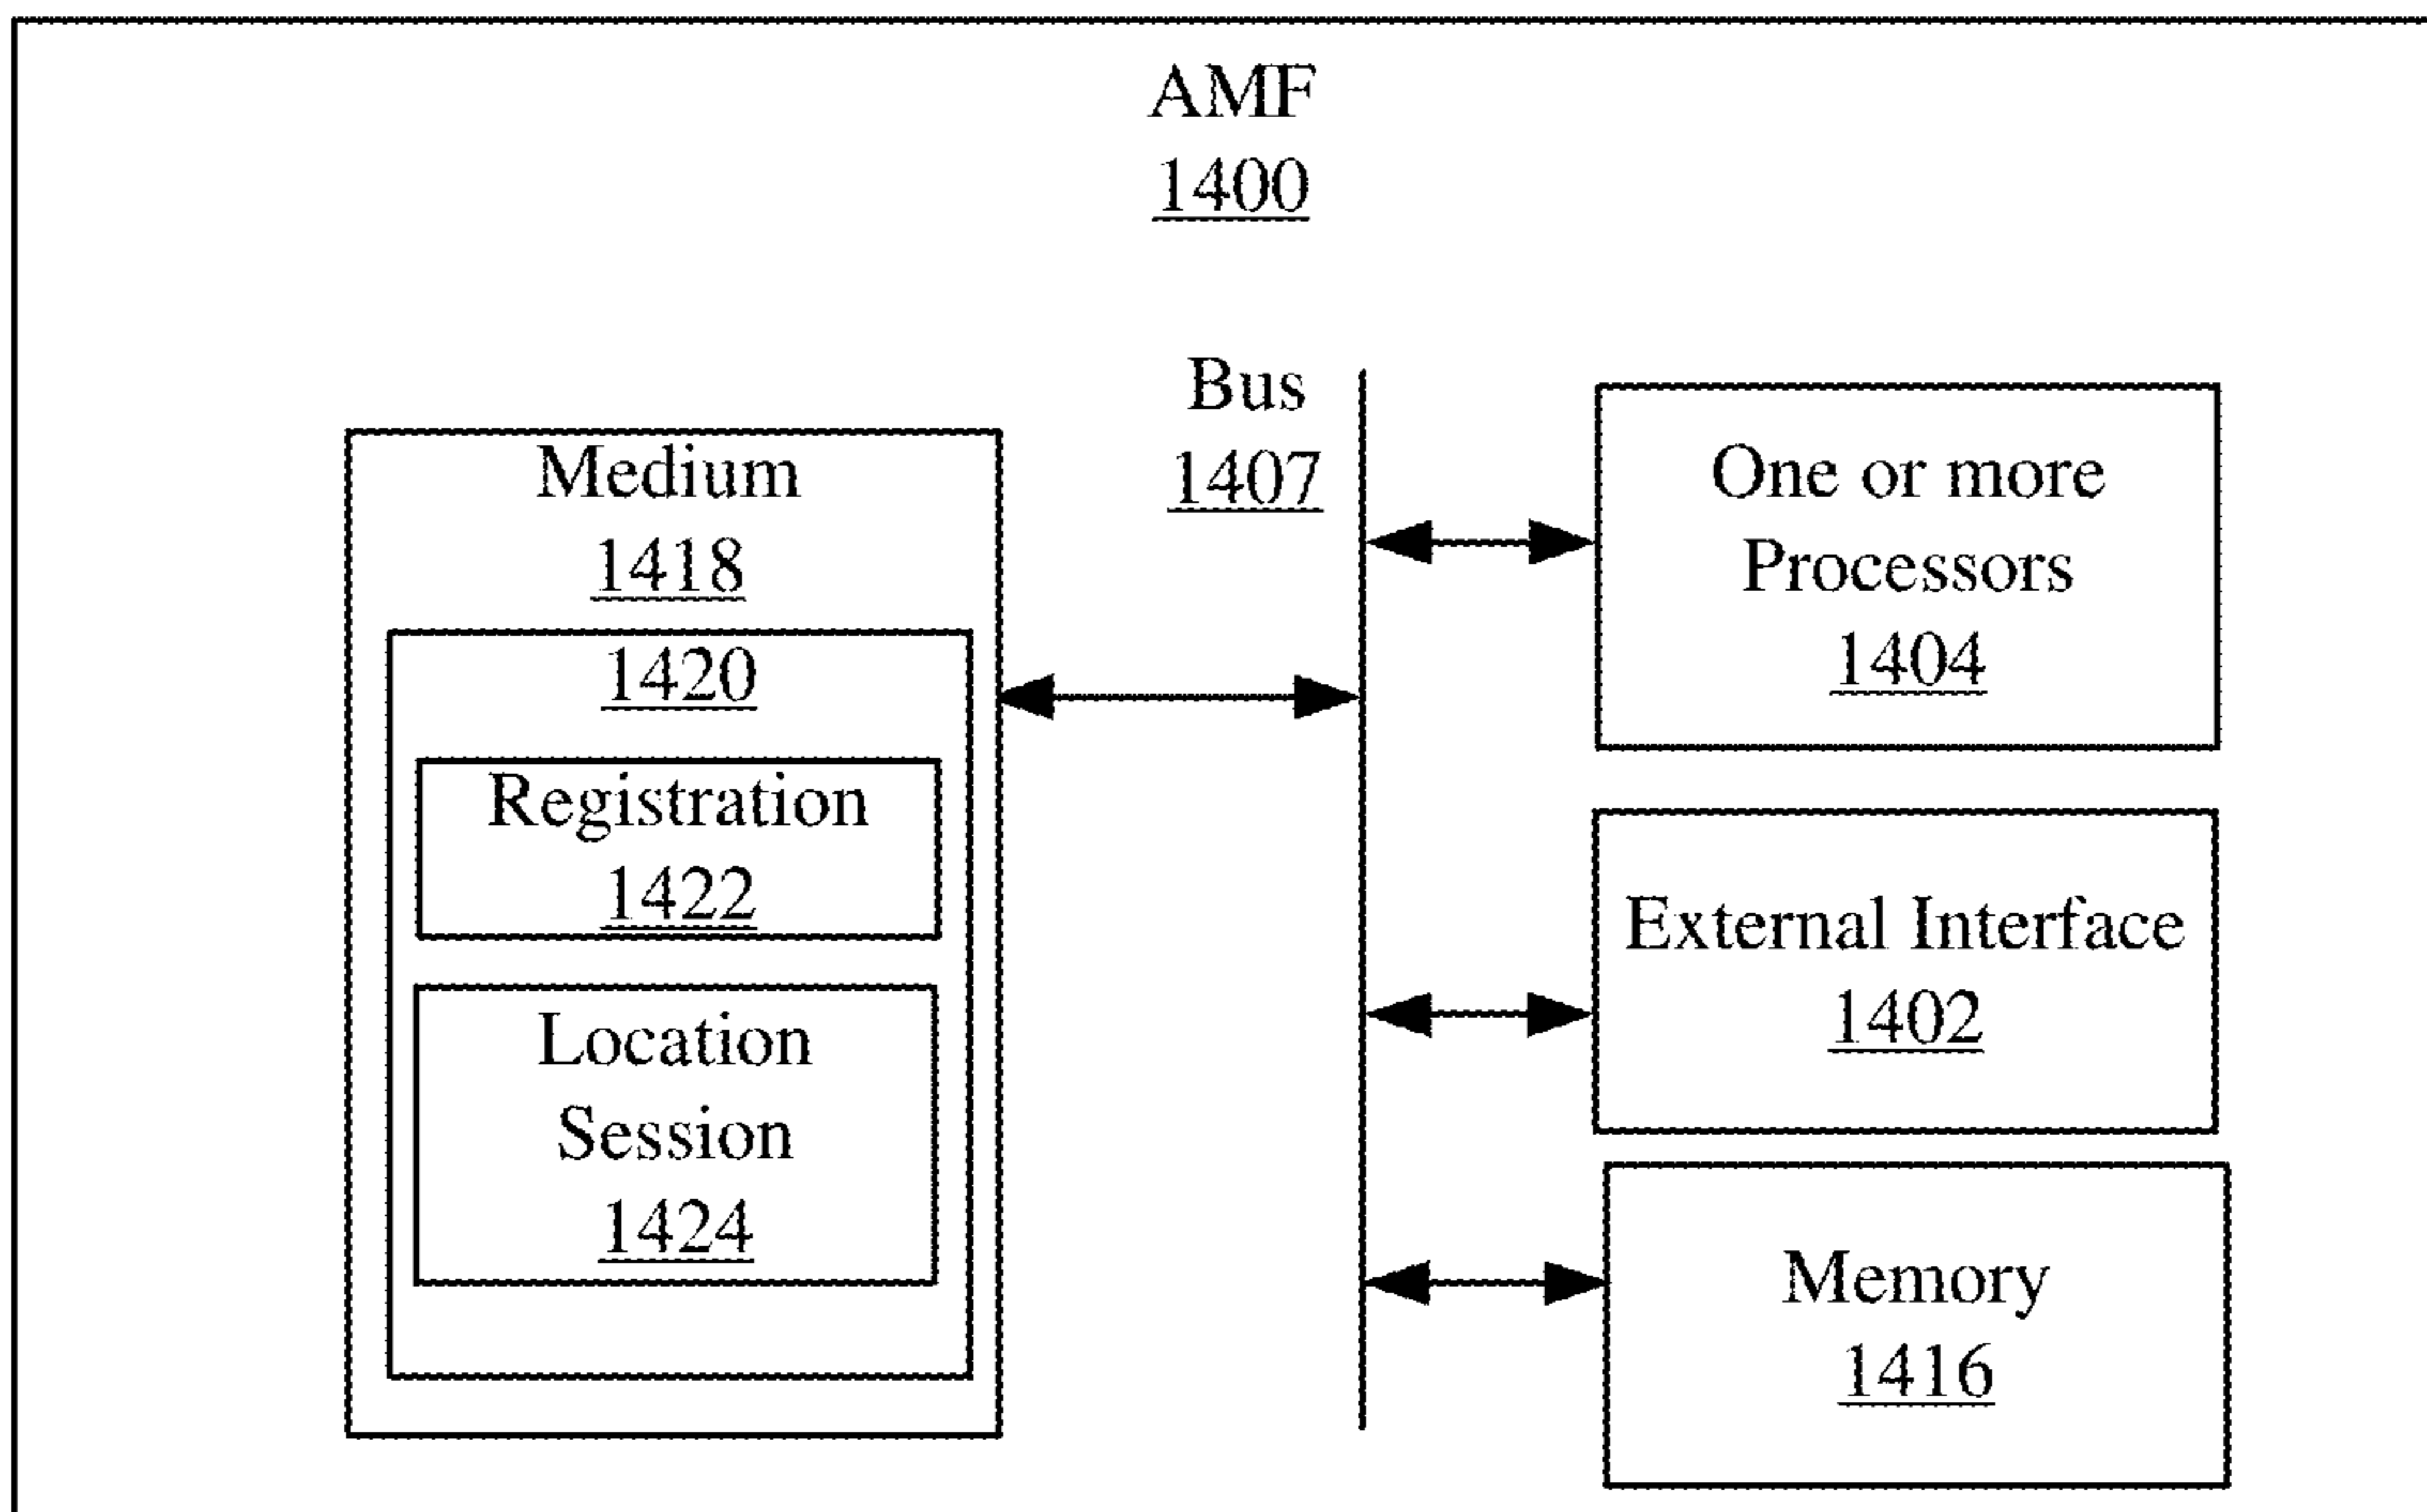 AMF
1400
Bus
1407
Medium
1418
1420
Registration
1422
Location
Session
1424
One or more
Processors
1404
External Interface
1402
Memory
1416